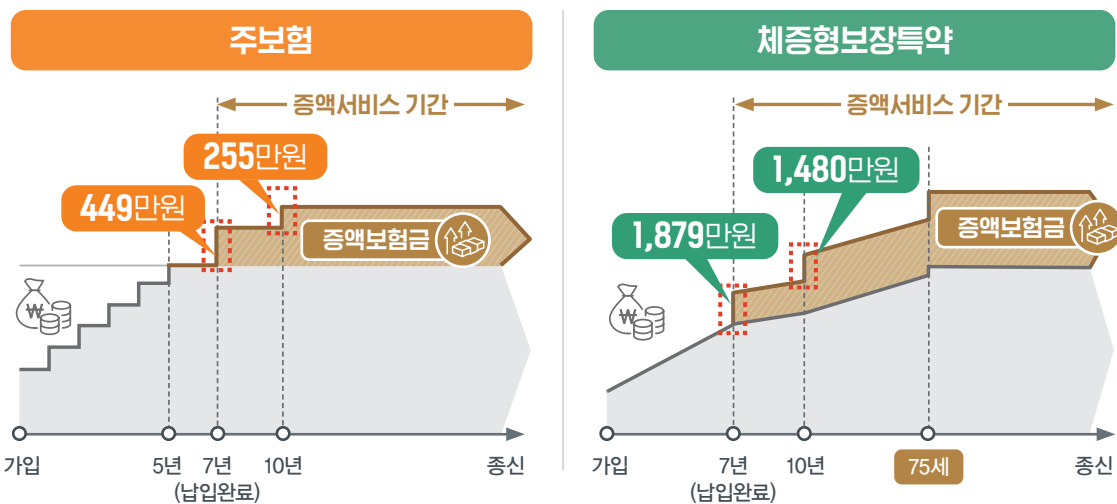 주보험
증액서비스 기간
255만원
449만원
증액보험금
₩
가입
5년
7년
(납입완료)
10년
종신
체증형보장특약
증액서비스 기간
1,480만원
1,879만원
증액보험금
₩
가입
7년
(납입완료)
10년
75세
종신